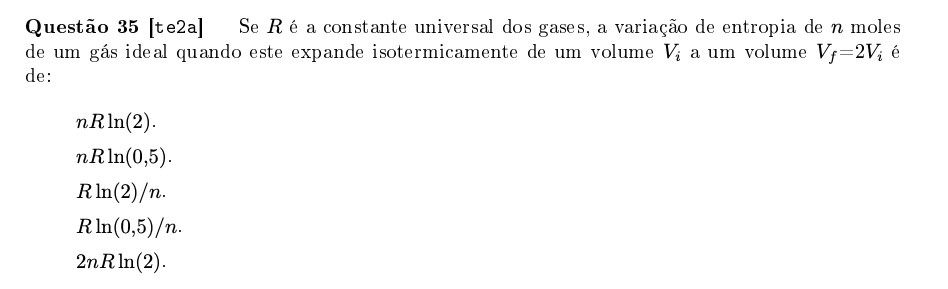 Questão 35 [te2a] Se R é a constante universal dos gases, a variação de entropia de n moles
de um gás ideal quando este expande isotermicamente de um volume Vᵢ a um volume V_f=2Vᵢ é
de:
nR ln(2).
nR ln(0,5).
R ln(2)/n.
R ln(0,5)/n.
2nR ln(2).